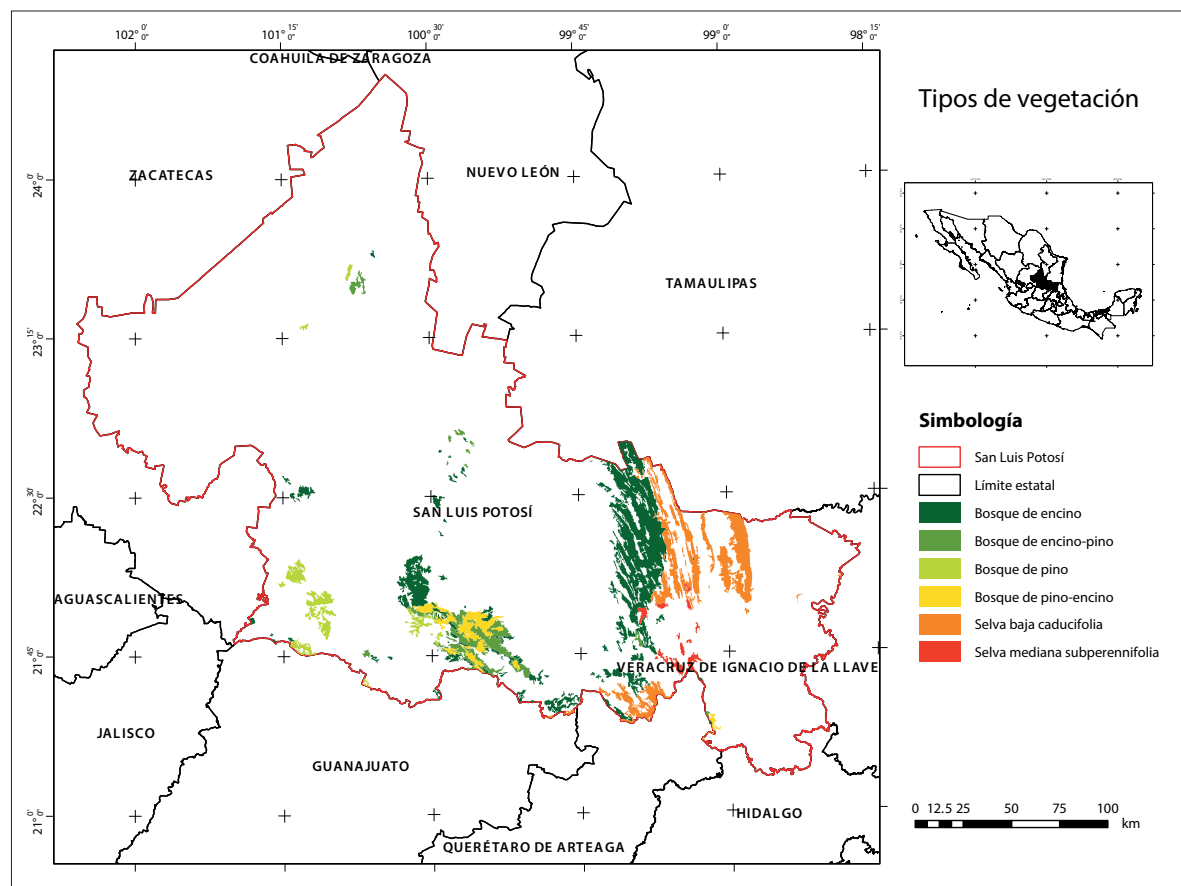 102° 0' 0"
101° 15' 0"
100° 30' 0"
99° 45' 0"
99° 0' 0"
98° 15' 0"
COAHUILA DE ZARAGOZA
Tipos de vegetación
24° 0' 0"
ZACATECAS
NUEVO LEÓN
TAMAULIPAS
23° 15' 0"
Simbología
San Luis Potosí
Límite estatal
Bosque de encino
Bosque de encino-pino
Bosque de pino
Bosque de pino-encino
Selva baja caducifolia
Selva mediana subperennifolia
22° 30' 0"
SAN LUIS POTOSÍ
AGUASCALIENTES
21° 45' 0"
VERACRUZ DE IGNACIO DE LA LLAVE
JALISCO
GUANAJUATO
21° 0' 0"
HIDALGO
QUERÉTARO DE ARTEAGA
0 12.5 25 50 75 100
km